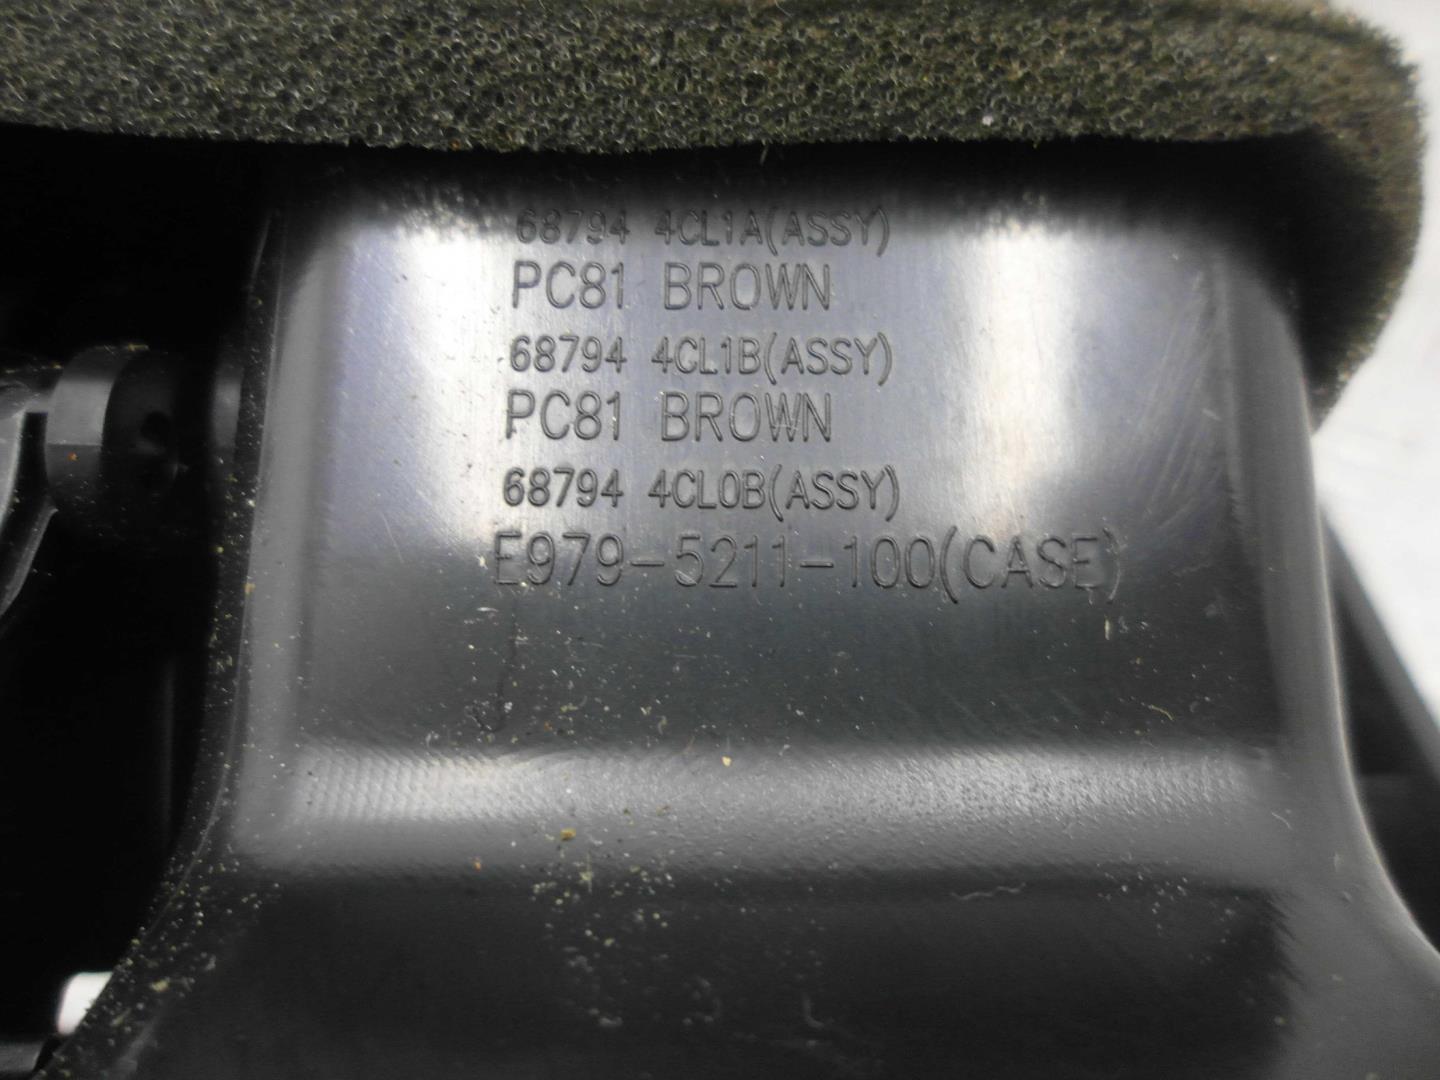 68794 4CL1A(ASSY)
PC81 BROWN
68794 4CL1B(ASSY)
PC81 BROWN
68794 4CL0B(ASSY)
E979-5211-100(CASE)